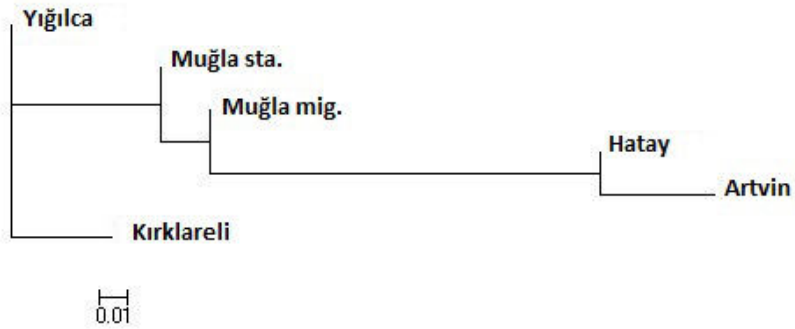 Yığılca
Muğla sta.
Muğla mig.
Hatay
Artvin
Kırklareli
0.01